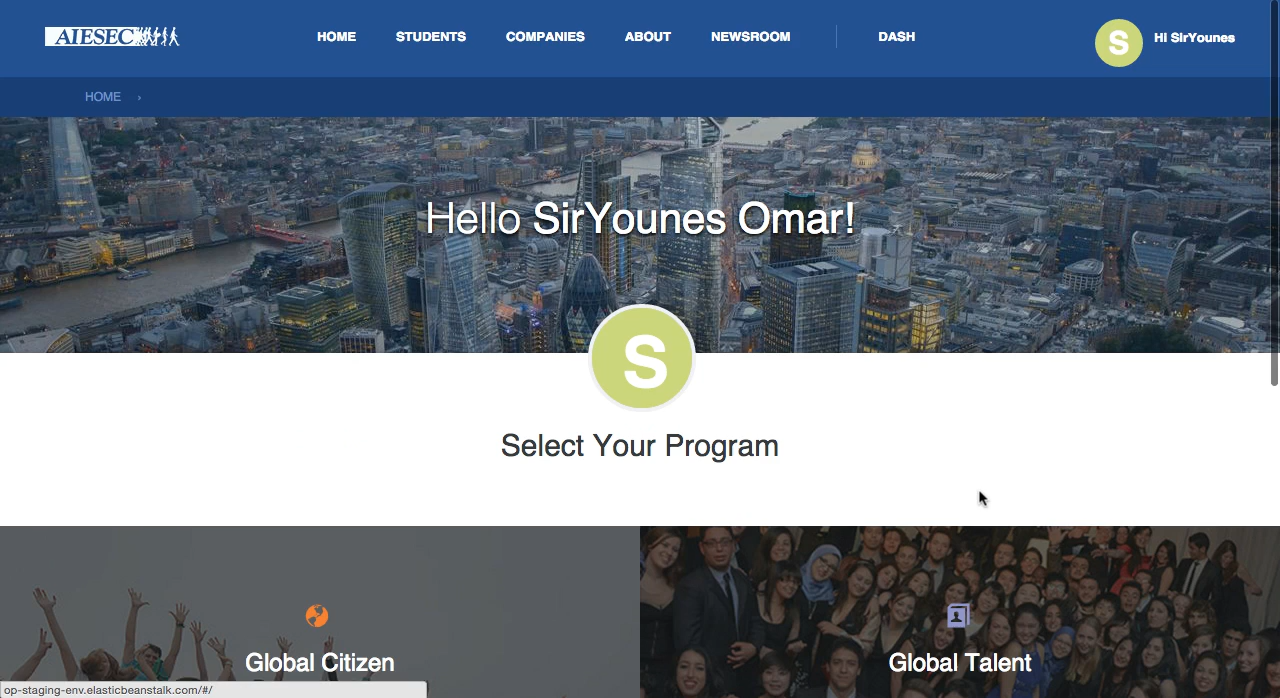 AIESEC
HOME
STUDENTS
COMPANIES
ABOUT
NEWSROOM
DASH
S
Hi SirYounes
HOME ›
Hello SirYounes Omar!
S
Select Your Program
Global Citizen
Global Talent
op-staging-env.elasticbeanstalk.com/#/